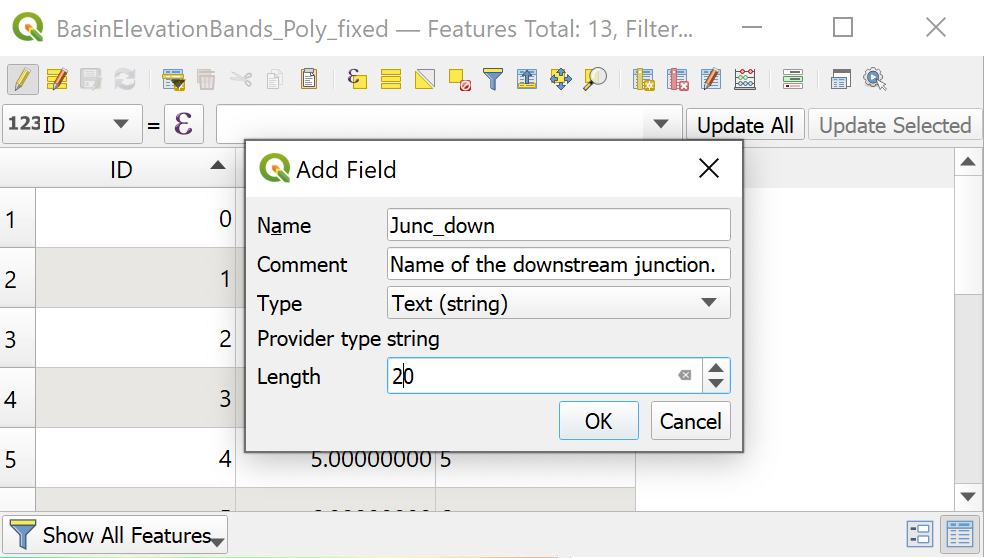 BasinElevationBands_Poly_fixed — Features Total: 13, Filter...
123 ID = ε Update All Update Selected
ID
Add Field
Name Junc_down
Comment Name of the downstream junction.
Type Text (string)
Provider type string
Length 20
OK Cancel
1 0
2 1
3 2
4 3
5 4 5.00000000 5
Show All Features